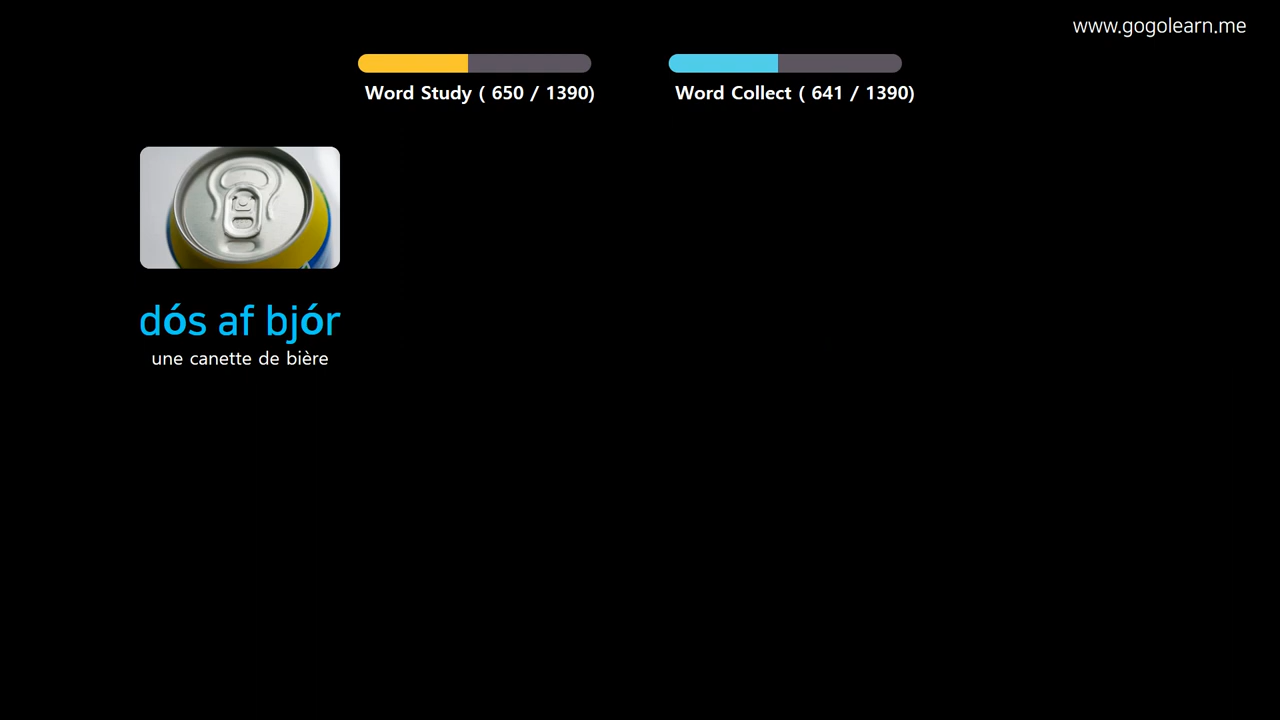 www.gogolearn.me
Word Study ( 650 / 1390)
Word Collect ( 641 / 1390)
dós af bjór
une canette de bière